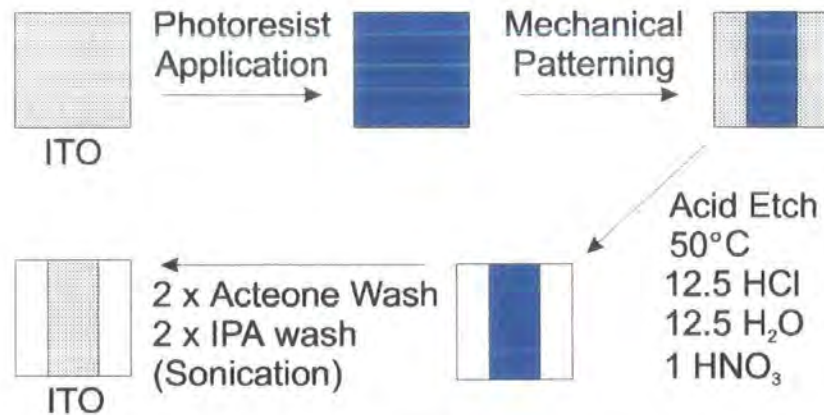 Photoresist
Application
Mechanical
Patterning
ITO
Acid Etch
50°C
12.5 HCl
12.5 H₂O
1 HNO₃
2 x Acteone Wash
2 x IPA wash
(Sonication)
ITO